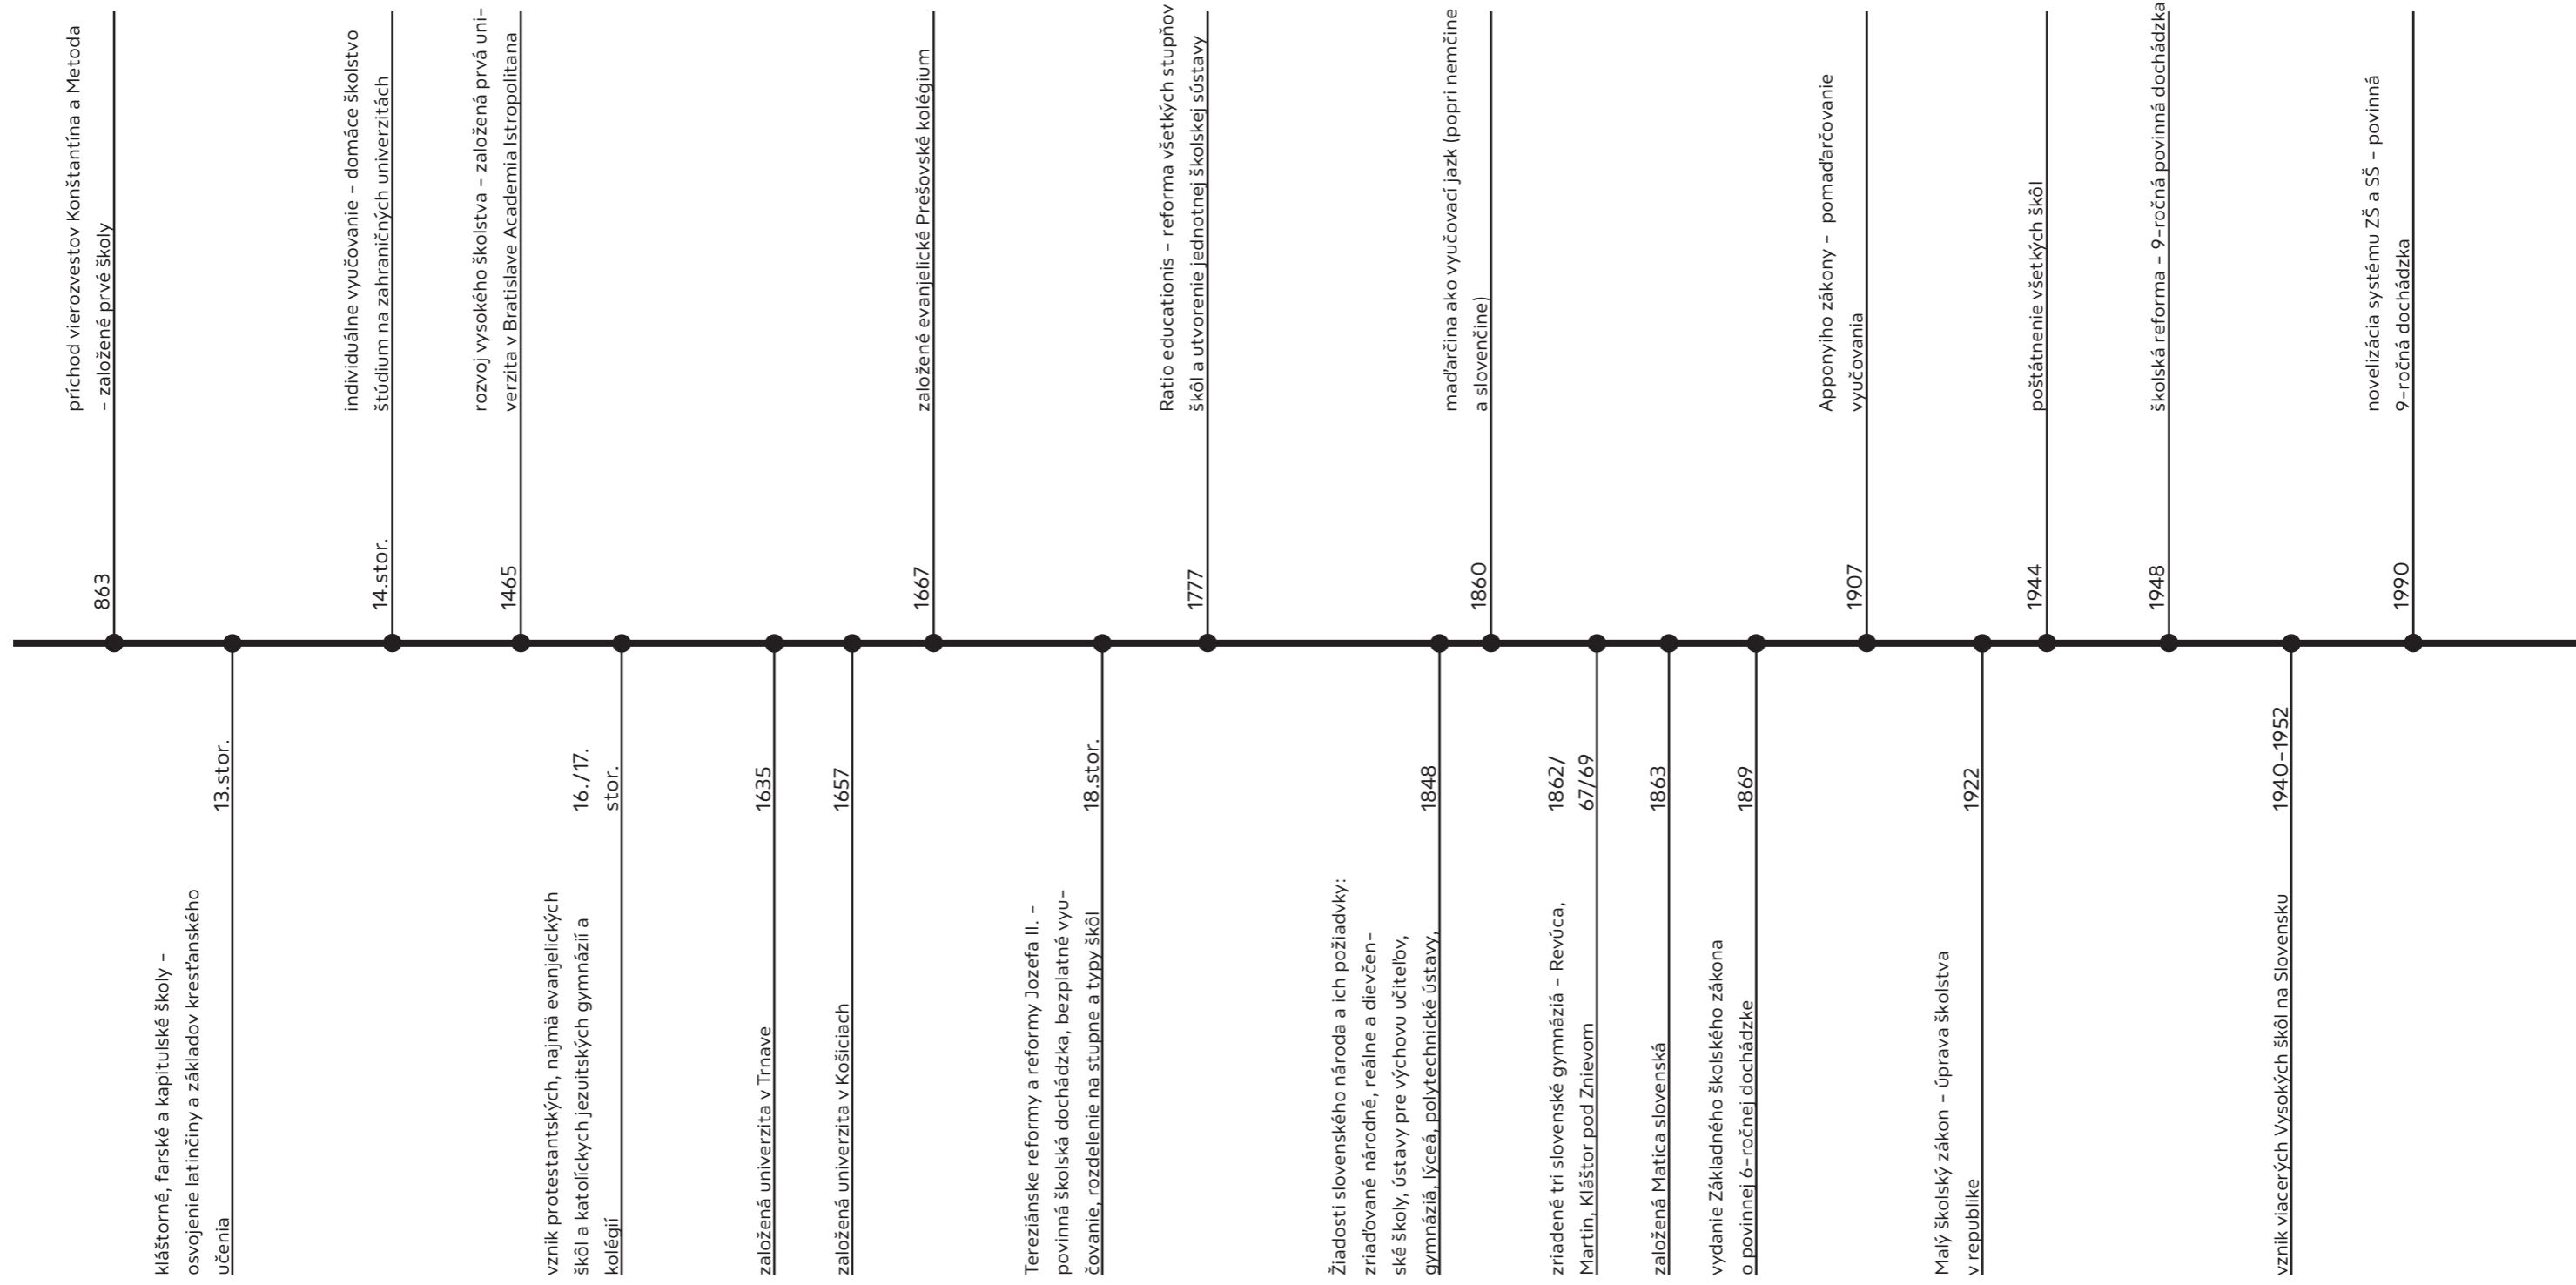 863
príchod vierozvestov Konštantína a Metoda
– založené prvé školy
13.stor.
kláštorné, farské a kapitulské školy –
osvojenie latinčiny a základov kresťanského
učenia
14.stor.
individuálne vyučovanie – domáce školstvo
štúdium na zahraničných univerzitách
1465
rozvoj vysokého školstva – založená prvá uni-
verzita v Bratislave Academia Istropolitana
16./17.
stor.
vznik protestantských, najmä evanjelických
škôl a katolíckych jezuitských gymnázií a
kolégií
1635
založená univerzita v Trnave
1657
založená univerzita v Košiciach
1667
založené evanjelické Prešovské kolégium
18.stor.
Tereziánske reformy a reformy Jozefa II. –
povinná školská dochádzka, bezplatné vyu-
čovanie, rozdelenie na stupne a typy škôl
1777
Ratio educationis – reforma všetkých stupňov
škôl a utvorenie jednotnej školskej sústavy
1848
Žiadosti slovenského národa a ich požiadvky:
zriaďované národné, reálne a dievčen-
ské školy, ústavy pre výchovu učiteľov,
gymnáziá, lýceá, polytechnické ústavy,
1860
maďarčina ako vyučovací jazk (popri nemčine
a slovenčine)
1862/
67/69
zriadené tri slovenské gymnáziá – Revúca,
Martin, Kláštor pod Znievom
1863
založená Matica slovenská
1869
vydanie Základného školského zákona
o povinnej 6-ročnej dochádzke
1907
Apponyiho zákony – pomaďarčovanie
vyučovania
1922
Malý školský zákon – úprava školstva
v republike
1944
poštátnenie všetkých škôl
1948
školská reforma – 9-ročná povinná dochádzka
1940-1952
vznik viacerých Vysokých škôl na Slovensku
1990
novelizácia systému ZŠ a SŠ – povinná
9-ročná dochádzka